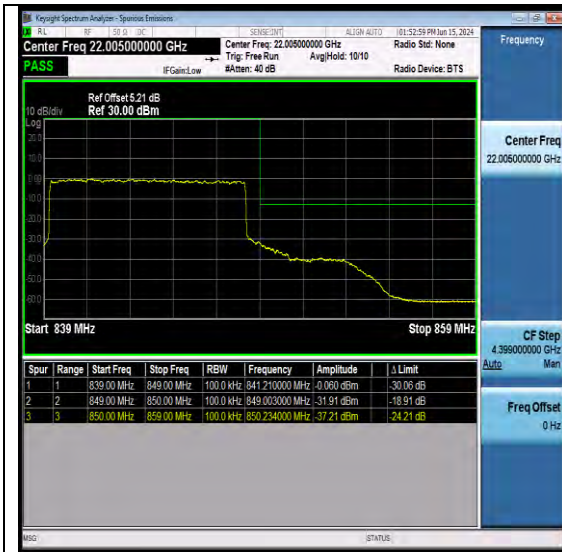 Keysight Spectrum Analyzer - Spurious Emissions
RL RF 50 Ω DC SENSE:INT ALIGN AUTO 01:52:59 PM Jun 15, 2024
Center Freq 22.005000000 GHz
Center Freq: 22.005000000 GHz
Radio Std: None
Trig: Free Run
Avg|Hold: 10/10
PASS
IFGain:Low
#Atten: 40 dB
Radio Device: BTS
Ref Offset 5.21 dB
10 dB/div Ref 30.00 dBm
Log
20.0
10.0
0.00
-10.0
-20.0
-30.0
-40.0
-50.0
-60.0
Start 839 MHz
Stop 859 MHz
Spur Range Start Freq Stop Freq RBW Frequency Amplitude Δ Limit
1 1 839.00 MHz 849.00 MHz 100.0 kHz 841.210000 MHz -0.060 dBm -30.06 dB
2 2 849.00 MHz 850.00 MHz 100.0 kHz 849.003000 MHz -31.91 dBm -18.91 dB
3 3 850.00 MHz 859.00 MHz 100.0 kHz 850.234000 MHz -37.21 dBm -24.21 dB
MSG
STATUS
Frequency
Center Freq
22.005000000 GHz
CF Step
4.399000000 GHz
Auto Man
Freq Offset
0 Hz